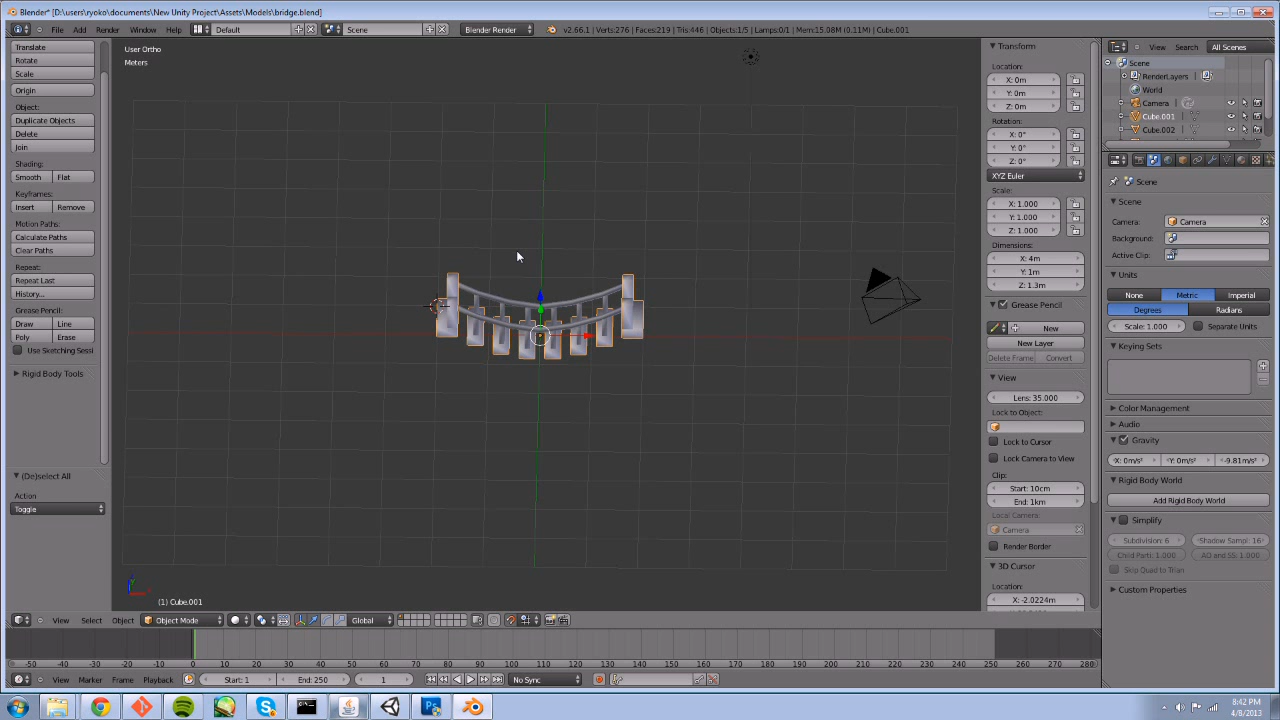 Blender* [D:\users\ryoko\documents\New Unity Project\Assets\Models\bridge.blend]
File Add Render Window Help Default Scene Blender Render v2.66.1 | Verts:276 | Faces:219 | Tris:446 | Objects:1/5 | Lamps:0/1 | Mem:15.08M (0.11M) | Cube.001
View Search All Scenes
Translate
Rotate
Scale
Origin
Object:
Duplicate Objects
Delete
Join
Shading:
Smooth Flat
Keyframes:
Insert Remove
Motion Paths:
Calculate Paths
Clear Paths
Repeat:
Repeat Last
History...
Grease Pencil:
Draw Line
Poly Erase
Use Sketching Sessi
Rigid Body Tools
(De)select All
Action
Toggle
User Ortho
Meters
(1) Cube.001
Transform
Location:
X: 0m
Y: 0m
Z: 0m
Rotation:
X: 0°
Y: 0°
Z: 0°
XYZ Euler
Scale:
X: 1.000
Y: 1.000
Z: 1.000
Dimensions:
X: 4m
Y: 1m
Z: 1.3m
Grease Pencil
New
New Layer
Delete Frame Convert
View
Lens: 35.000
Lock to Object:
Lock to Cursor
Lock Camera to View
Clip:
Start: 10cm
End: 1km
Local Camera:
Camera
Render Border
3D Cursor
Location:
X: -2.0224m
Scene
RenderLayers
World
Camera
Cube.001
Cube.002
Scene
Scene
Camera: Camera
Background:
Active Clip:
Units
None Metric Imperial
Degrees Radians
Scale: 1.000 Separate Units
Keying Sets
Color Management
Audio
Gravity
X: 0m/s² Y: 0m/s² -9.81m/s²
Rigid Body World
Add Rigid Body World
Simplify
Subdivision: 6 Shadow Sampl: 16
Child Parti: 1.000 AO and SS: 1.000
Skip Quad to Trian
Custom Properties
View Select Object Object Mode Global
-50 -40 -30 -20 -10 0 10 20 30 40 50 60 70 80 90 100 110 120 130 140 150 160 170 180 190 200 210 220 230 240 250 260 270 280
View Marker Frame Playback Start: 1 End: 250 1 No Sync
8:42 PM
4/8/2013